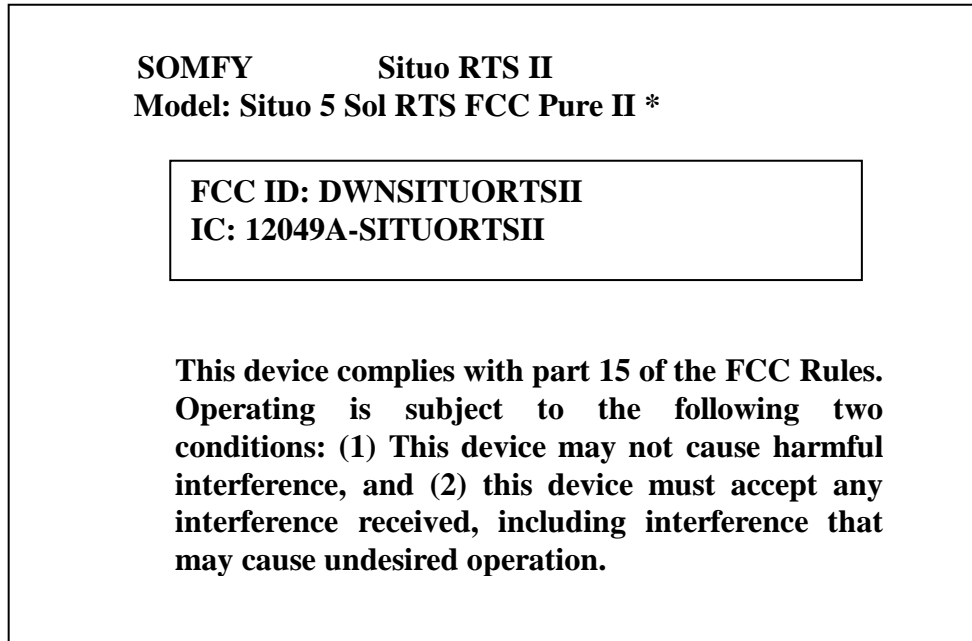 SOMFY Situo RTS II
Model: Situo 5 Sol RTS FCC Pure II *
FCC ID: DWNSITUORTSII
IC: 12049A-SITUORTSII
This device complies with part 15 of the FCC Rules.
Operating is subject to the following two
conditions: (1) This device may not cause harmful
interference, and (2) this device must accept any
interference received, including interference that
may cause undesired operation.